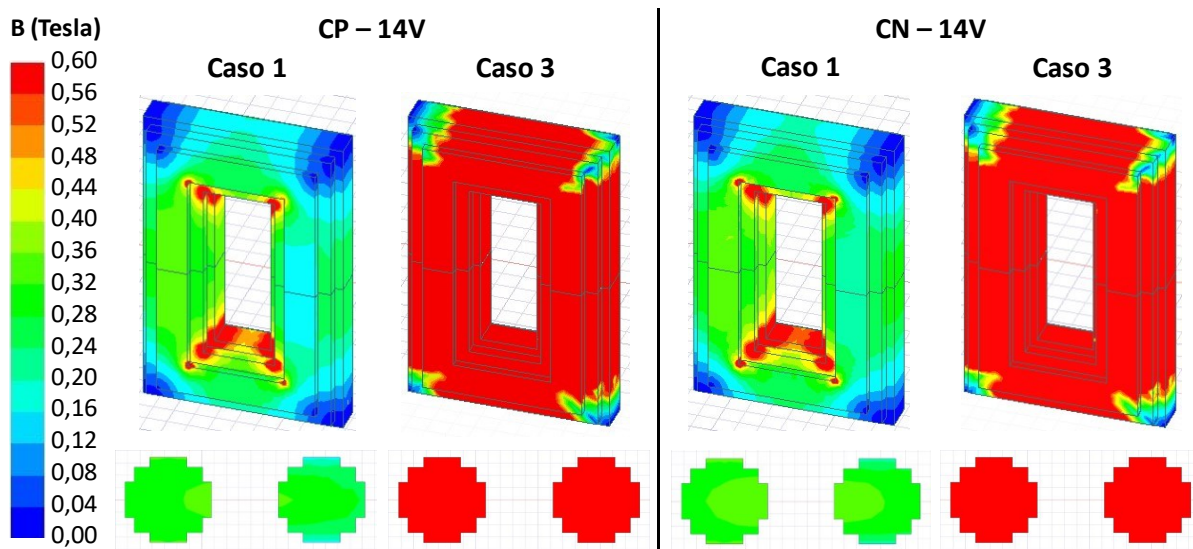 B (Tesla)
CP – 14V
CN – 14V
Caso 1
Caso 3
Caso 1
Caso 3
0,60
0,56
0,52
0,48
0,44
0,40
0,36
0,32
0,28
0,24
0,20
0,16
0,12
0,08
0,04
0,00